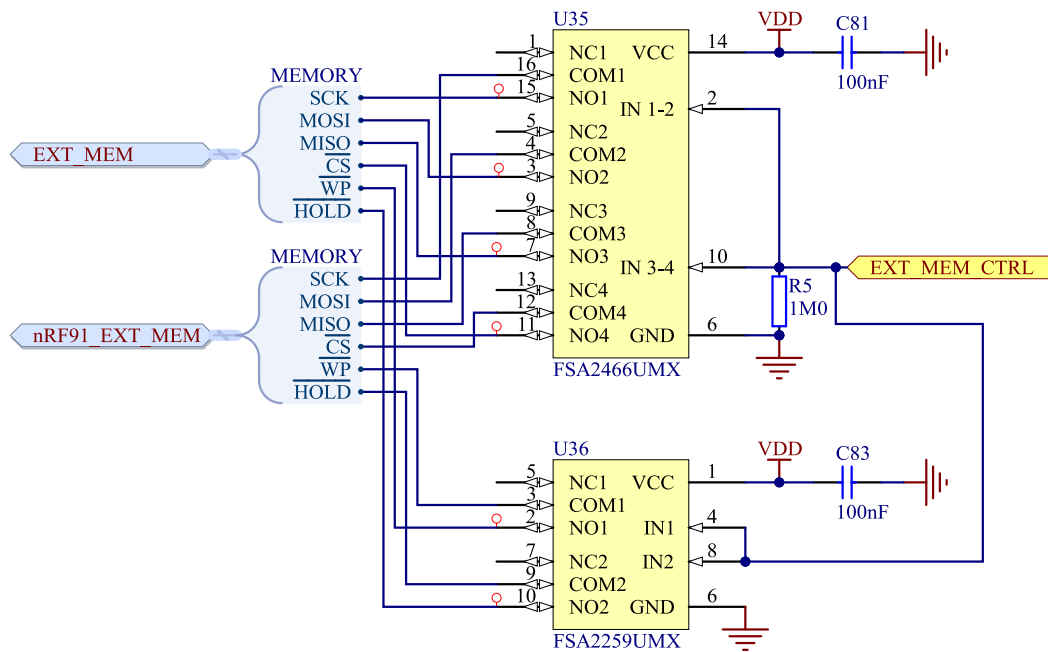 U35
1 NC1 VCC 14 VDD C81
16 COM1
100nF
MEMORY
SCK 15 NO1 IN 1-2 2
MOSI 5 NC2
MISO 4 COM2
EXT_MEM
CS 3 NO2
WP
HOLD 9 NC3
8 COM3
MEMORY
7 NO3 IN 3-4 10 EXT_MEM_CTRL
SCK 13 NC4 R5
MOSI 12 COM4 1M0
MISO 11 NO4 GND 6
nRF91_EXT_MEM
CS
WP FSA2466UMX
HOLD
U36
VDD C83
5 NC1 VCC 1
3 COM1
100nF
2 NO1 IN1 4
7 NC2 IN2 8
9 COM2
10 NO2 GND 6
FSA2259UMX